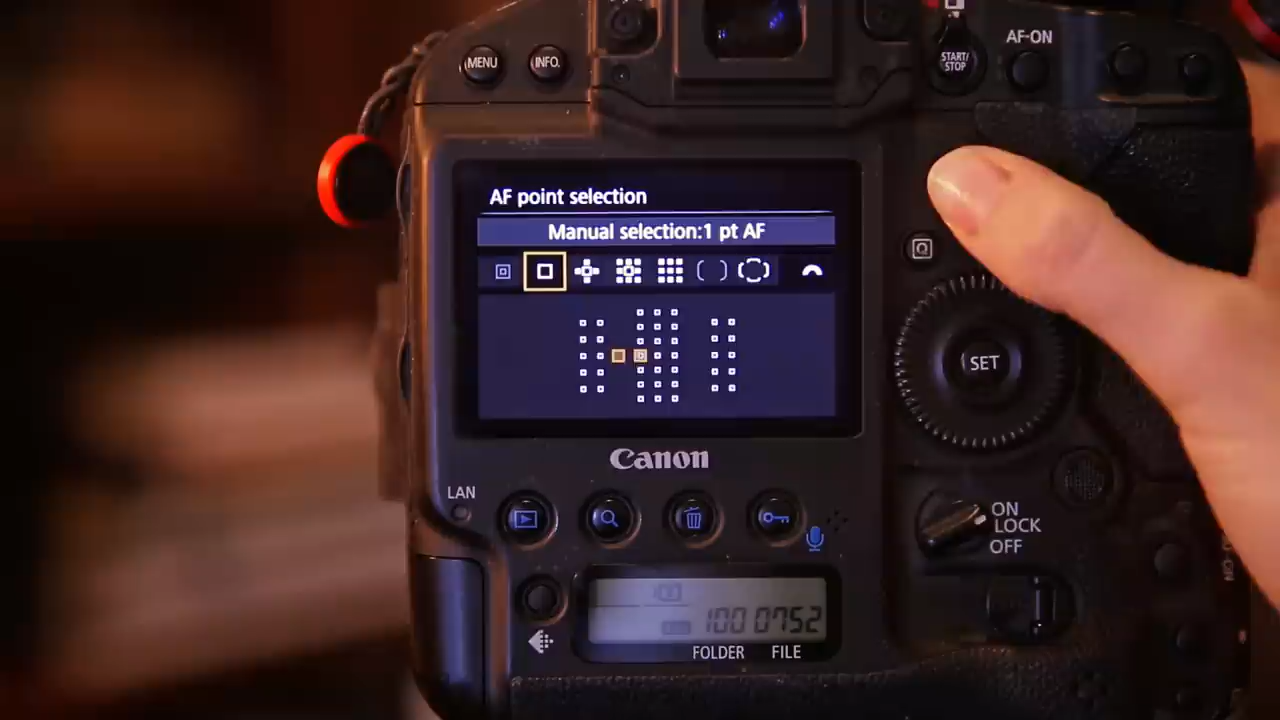 MENU
INFO.
START/
STOP
AF-ON
AF point selection
Manual selection:1 pt AF
Q
SET
Canon
LAN
ON
LOCK
OFF
100 0752
FOLDER FILE